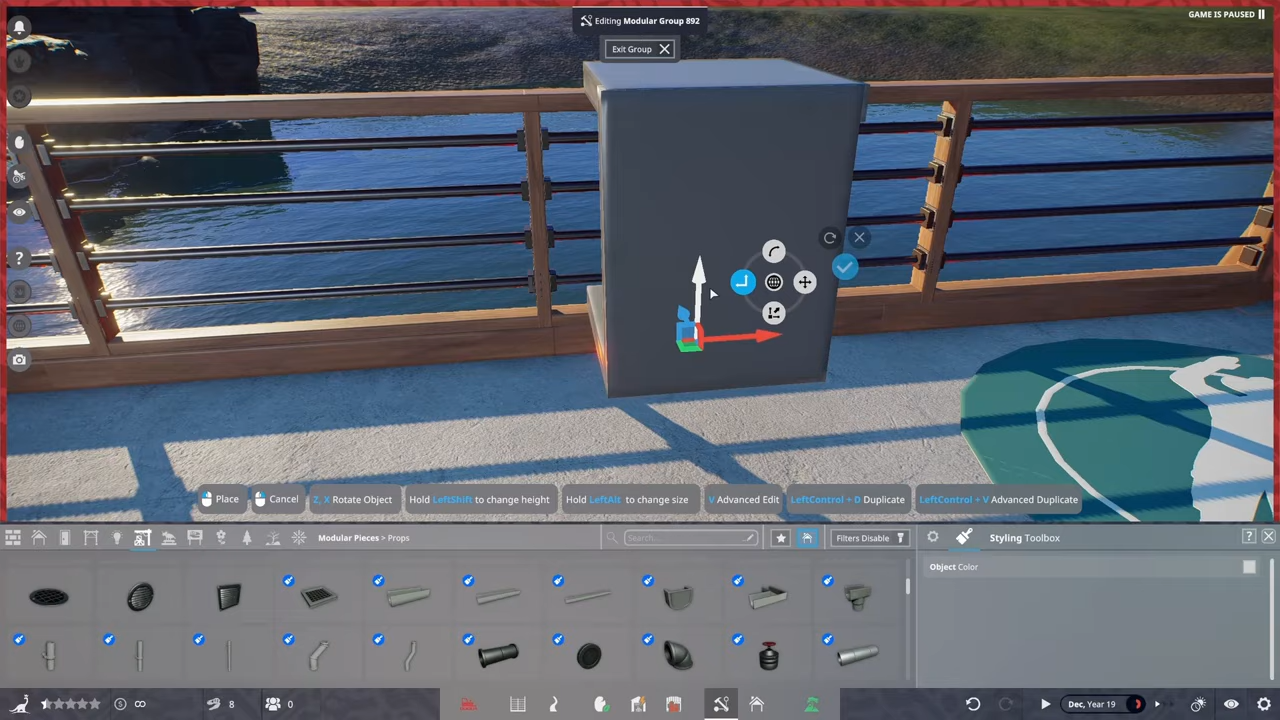 Editing Modular Group 892
GAME IS PAUSED
Exit Group
Place
Cancel
Z, X Rotate Object
Hold LeftShift to change height
Hold LeftAlt to change size
V Advanced Edit
LeftControl + D Duplicate
LeftControl + V Advanced Duplicate
Modular Pieces > Props
Search...
Filters Disable
Styling Toolbox
?
Object Color
8
0
Dec, Year 19